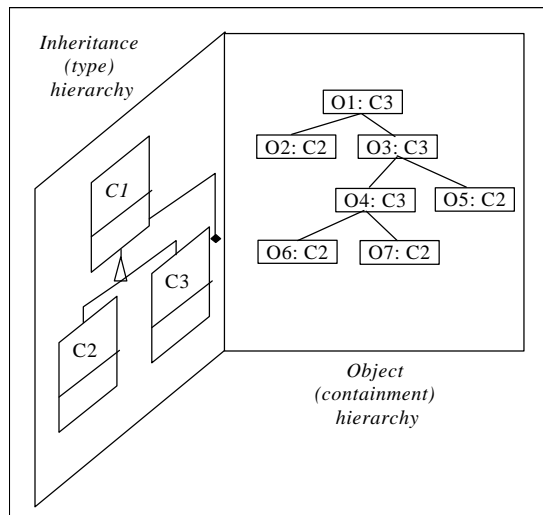 Inheritance
(type)
hierarchy
C1
C2
C3
O1: C3
O2: C2
O3: C3
O4: C3
O5: C2
O6: C2
O7: C2
Object
(containment)
hierarchy